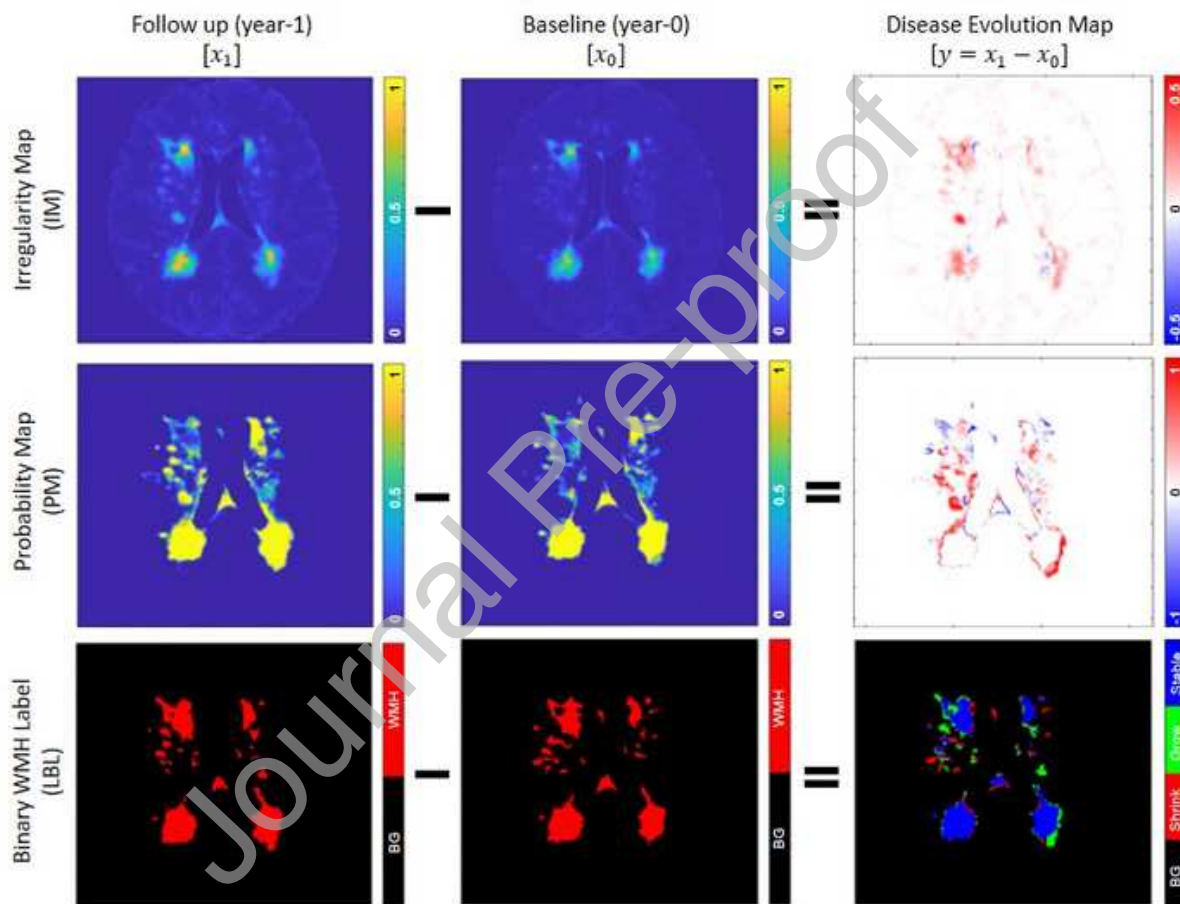 Follow up (year-1)
[x₁]
Baseline (year-0)
[x₀]
Disease Evolution Map
[y = x₁ − x₀]
Irregularity Map
(IM)
0
0.5
1
0
0.5
1
-0.5
0
0.5
Probability Map
(PM)
0
0.5
1
0
0.5
1
-1
0
1
Binary WMH Label
(LBL)
BG
WMH
BG
WMH
BG
Shrink
Grow
Stable
Journal Pre-proof